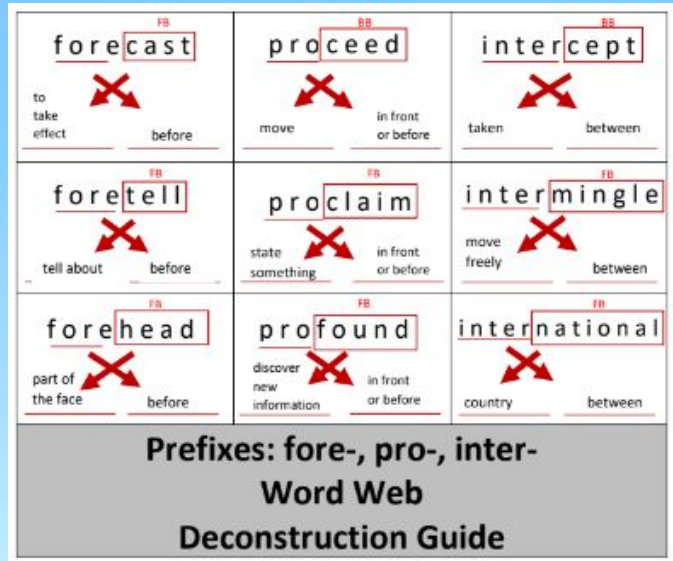 FB
forecast
to
take
effect
before
BB
proceed
move
in front
or before
BB
intercept
taken
between
FB
foretell
tell about
before
FB
proclaim
state
something
in front
or before
FB
intermingle
move
freely
between
FB
forehead
part of
the face
before
FB
profound
discover
new
information
in front
or before
FB
international
country
between
Prefixes: fore-, pro-, inter-
Word Web
Deconstruction Guide